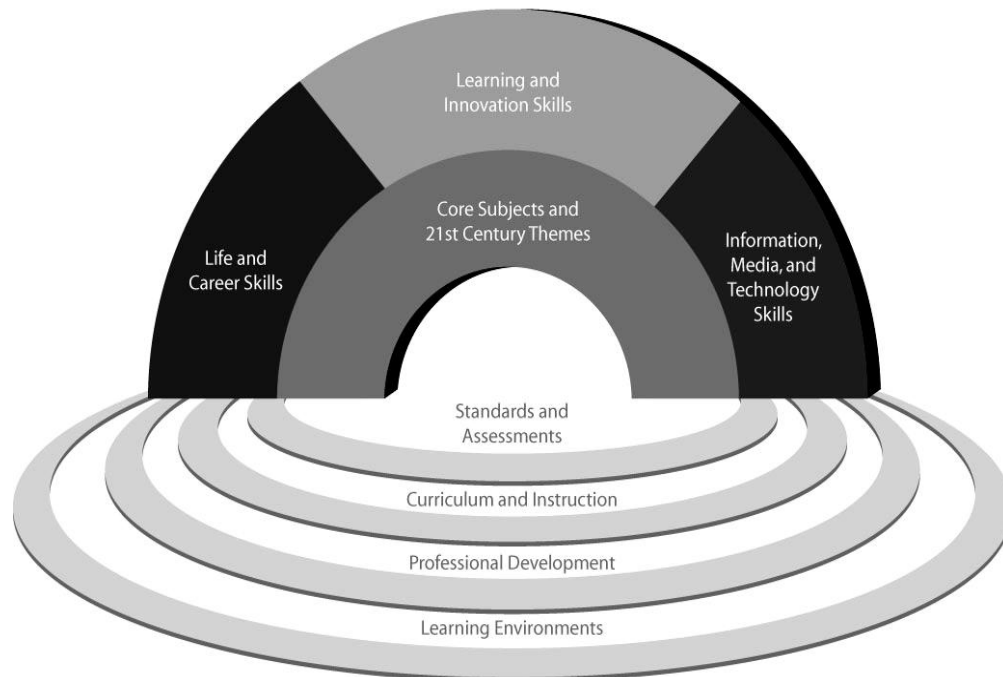 Learning and
Innovation Skills
Core Subjects and
21st Century Themes
Life and
Career Skills
Information,
Media, and
Technology
Skills
Standards and
Assessments
Curriculum and Instruction
Professional Development
Learning Environments